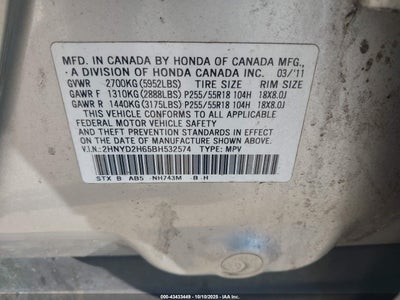 MFD. IN CANADA BY HONDA OF CANADA MFG.,
A DIVISION OF HONDA CANADA INC. 03/'11
GVWR 2700KG(5952LBS) TIRE SIZE RIM SIZE
GAWR F 1310KG(2888LBS) P255/55R18 104H 18X8.0J
GAWR R 1440KG(3175LBS) P255/55R18 104H 18X8.0J
THIS VEHICLE CONFORMS TO ALL APPLICABLE
FEDERAL MOTOR VEHICLE SAFETY AND THEFT
PREVENTION STANDARDS IN EFFECT ON THE DATE
OF MANUFACTURE SHOWN ABOVE.
V.I.N.:2HNYD2H65BH532574 TYPE: MPV
STX B AB5 -NH743M -B -H
000-43433449 - 10/10/2025 - IAAI.COM